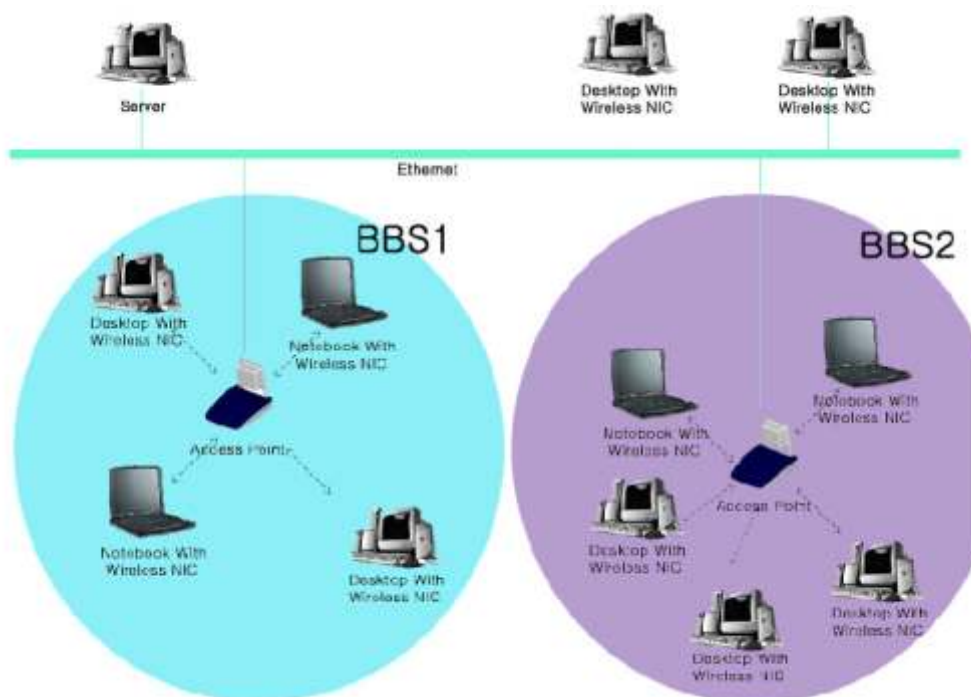 Server
Desktop With
Wireless NIC
Desktop With
Wireless NIC
Ethernet
BBS1
Desktop With
Wireless NIC
Notebook With
Wireless NIC
Access Point
Notebook With
Wireless NIC
Desktop With
Wireless NIC
BBS2
Notebook With
Wireless NIC
Notebook With
Wireless NIC
Access Point
Desktop With
Wireless NIC
Desktop With
Wireless NIC
Desktop With
Wireless NIC